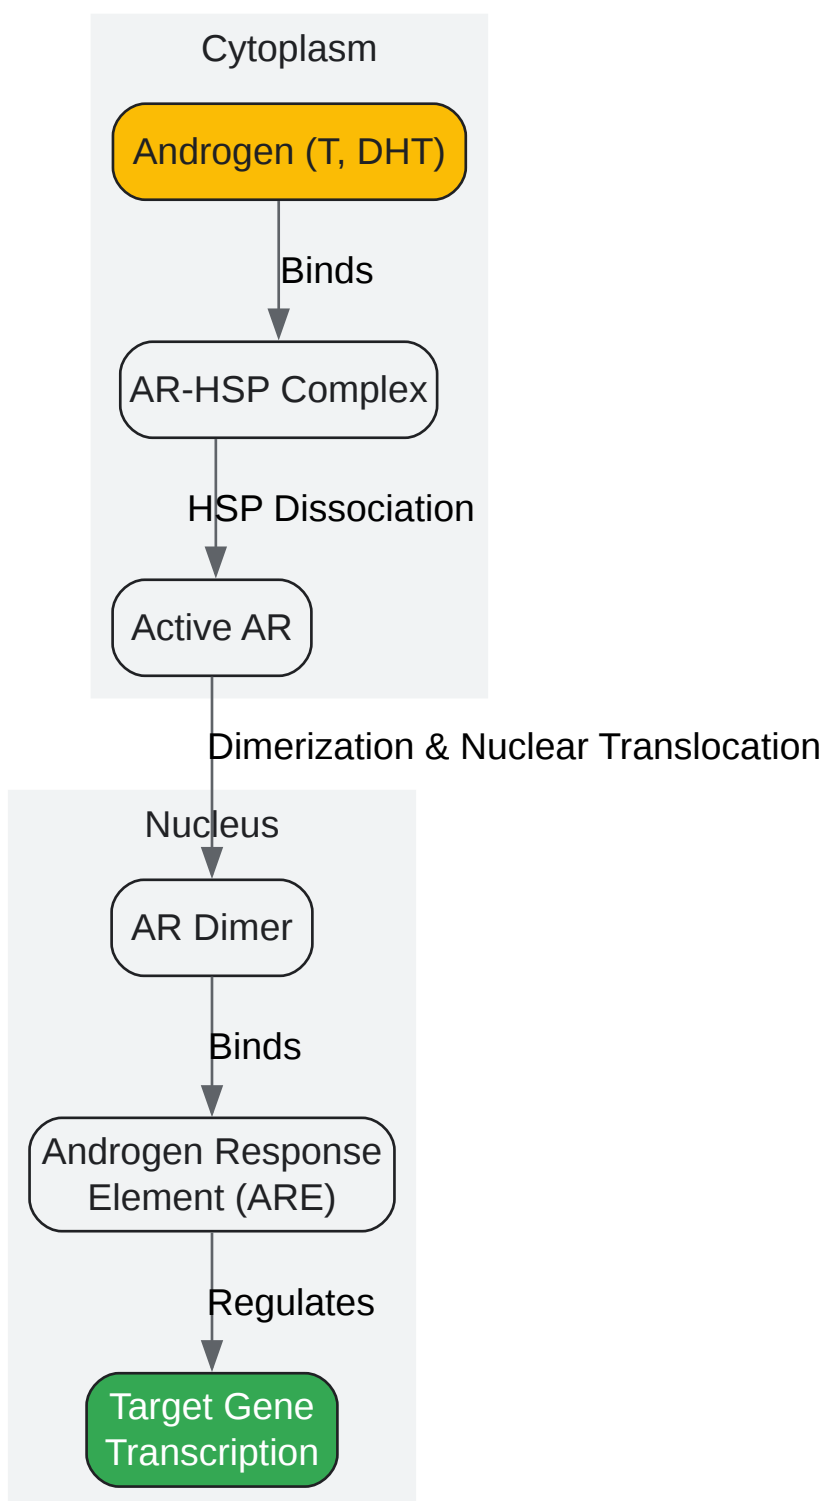 Cytoplasm
Androgen (T, DHT)
Binds
AR-HSP Complex
HSP Dissociation
Active AR
Dimerization & Nuclear Translocation
Nucleus
AR Dimer
Binds
Androgen Response
Element (ARE)
Regulates
Target Gene
Transcription